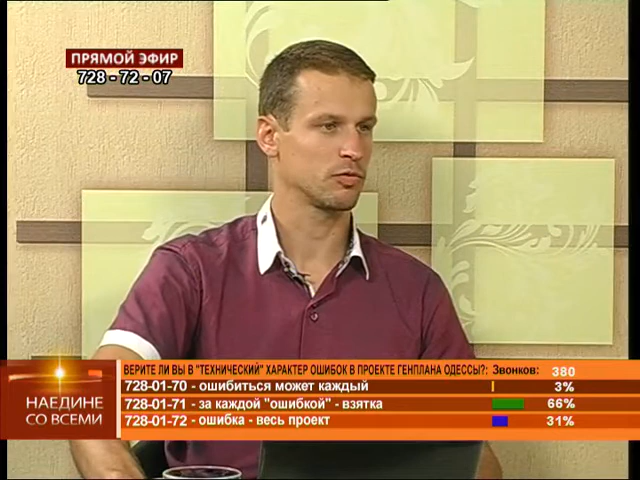 ПРЯМОЙ ЭФИР
728 - 72 - 07
ВЕРИТЕ ЛИ ВЫ В "ТЕХНИЧЕСКИЙ" ХАРАКТЕР ОШИБОК В ПРОЕКТЕ ГЕНПЛАНА ОДЕССЫ?: Звонков: 380
728-01-70 - ошибиться может каждый 3%
728-01-71 - за каждой "ошибкой" - взятка 66%
728-01-72 - ошибка - весь проект 31%
НАЕДИНЕ
СО ВСЕМИ